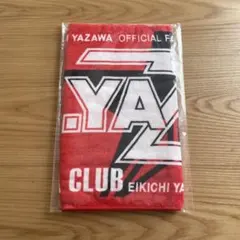 YAZAWA OFFICIAL FA
.YA
CLUB EIKICHI YA